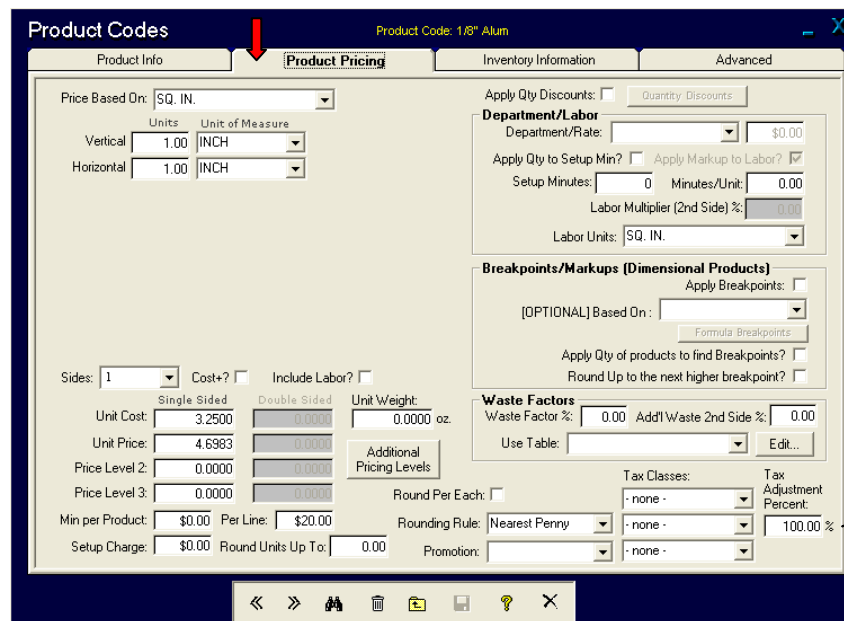 Product Codes
Product Code: 1/8" Alum
Product Info
Product Pricing
Inventory Information
Advanced
Price Based On: SQ. IN.
Units Unit of Measure
Vertical 1.00 INCH
Horizontal 1.00 INCH
Apply Qty Discounts:
Quantity Discounts
Department/Labor
Department/Rate: $0.00
Apply Qty to Setup Min? Apply Markup to Labor?
Setup Minutes: 0 Minutes/Unit: 0.00
Labor Multiplier (2nd Side) %: 0.00
Labor Units: SQ. IN.
Breakpoints/Markups (Dimensional Products)
Apply Breakpoints:
[OPTIONAL] Based On :
Formula Breakpoints
Apply Qty of products to find Breakpoints?
Round Up to the next higher breakpoint?
Sides: 1 Cost+? Include Labor?
Single Sided Double Sided Unit Weight:
Unit Cost: 3.2500 0.0000 0.0000 oz.
Unit Price: 4.6983 0.0000
Price Level 2: 0.0000 0.0000
Price Level 3: 0.0000 0.0000
Additional
Pricing Levels
Min per Product: $0.00 Per Line: $20.00
Setup Charge: $0.00 Round Units Up To: 0.00
Waste Factors
Waste Factor %: 0.00 Add'l Waste 2nd Side %: 0.00
Use Table: Edit...
Round Per Each:
Rounding Rule: Nearest Penny
Promotion:
Tax Classes:
- none -
- none -
- none -
Tax
Adjustment
Percent:
100.00 %